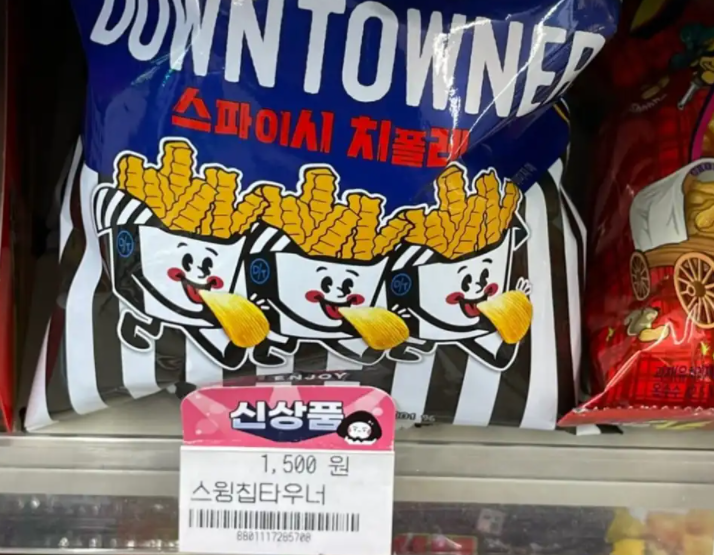 DOWNTOWNER
스파이시 치폴레
D/T
D/T
D/T
ENJOY
신상품
1,500 원
스윙칩타우너
8801117285708